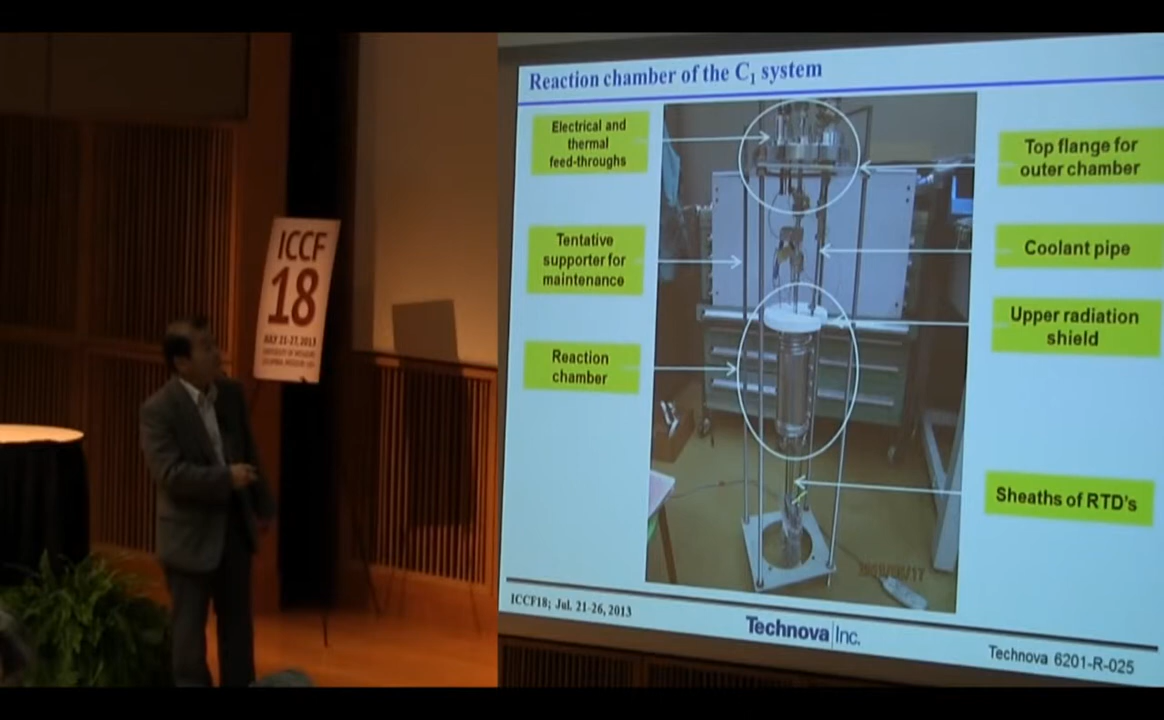 ICCF
18
JULY 21-27, 2013
Reaction chamber of the C₁ system
Electrical and
thermal
feed-throughs
Tentative
supporter for
maintenance
Reaction
chamber
Top flange for
outer chamber
Coolant pipe
Upper radiation
shield
Sheaths of RTD's
ICCF18; Jul. 21-26, 2013
Technova Inc.
Technova 6201-R-025